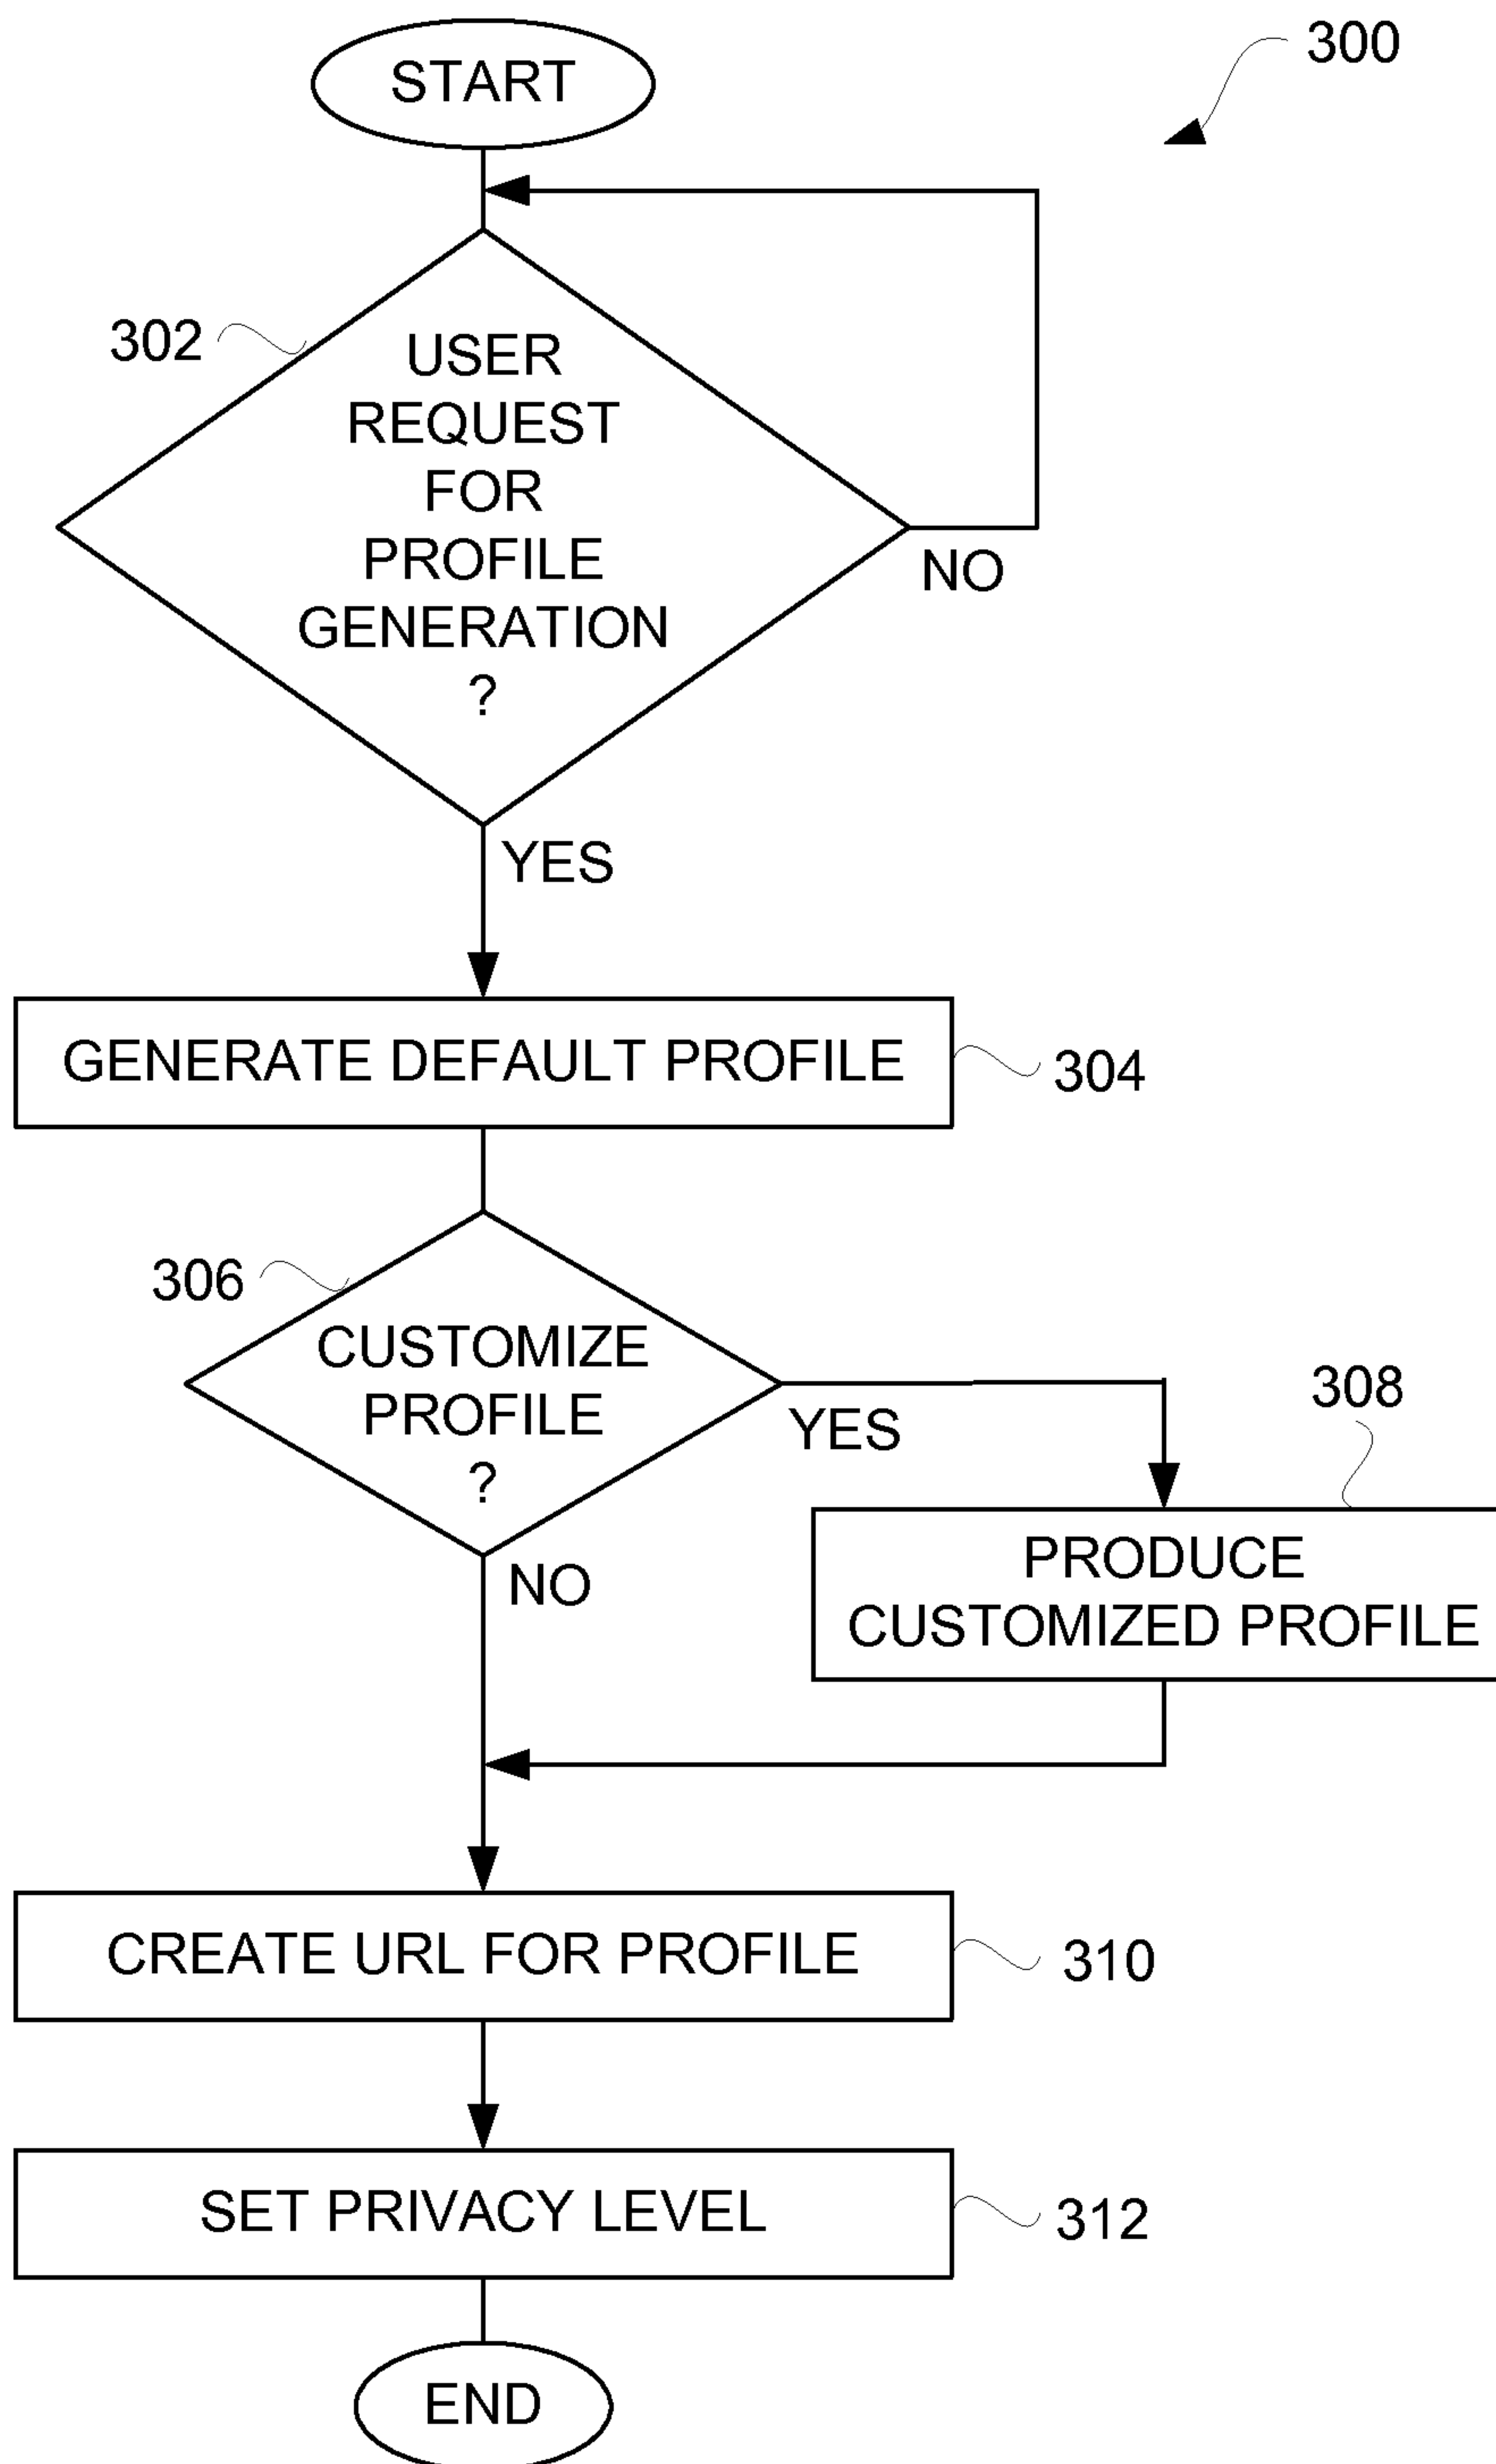 START
300
302
USER
REQUEST
FOR
PROFILE
GENERATION
?
NO
YES
GENERATE DEFAULT PROFILE
304
306
CUSTOMIZE
PROFILE
?
YES
NO
308
PRODUCE
CUSTOMIZED PROFILE
CREATE URL FOR PROFILE
310
SET PRIVACY LEVEL
312
END